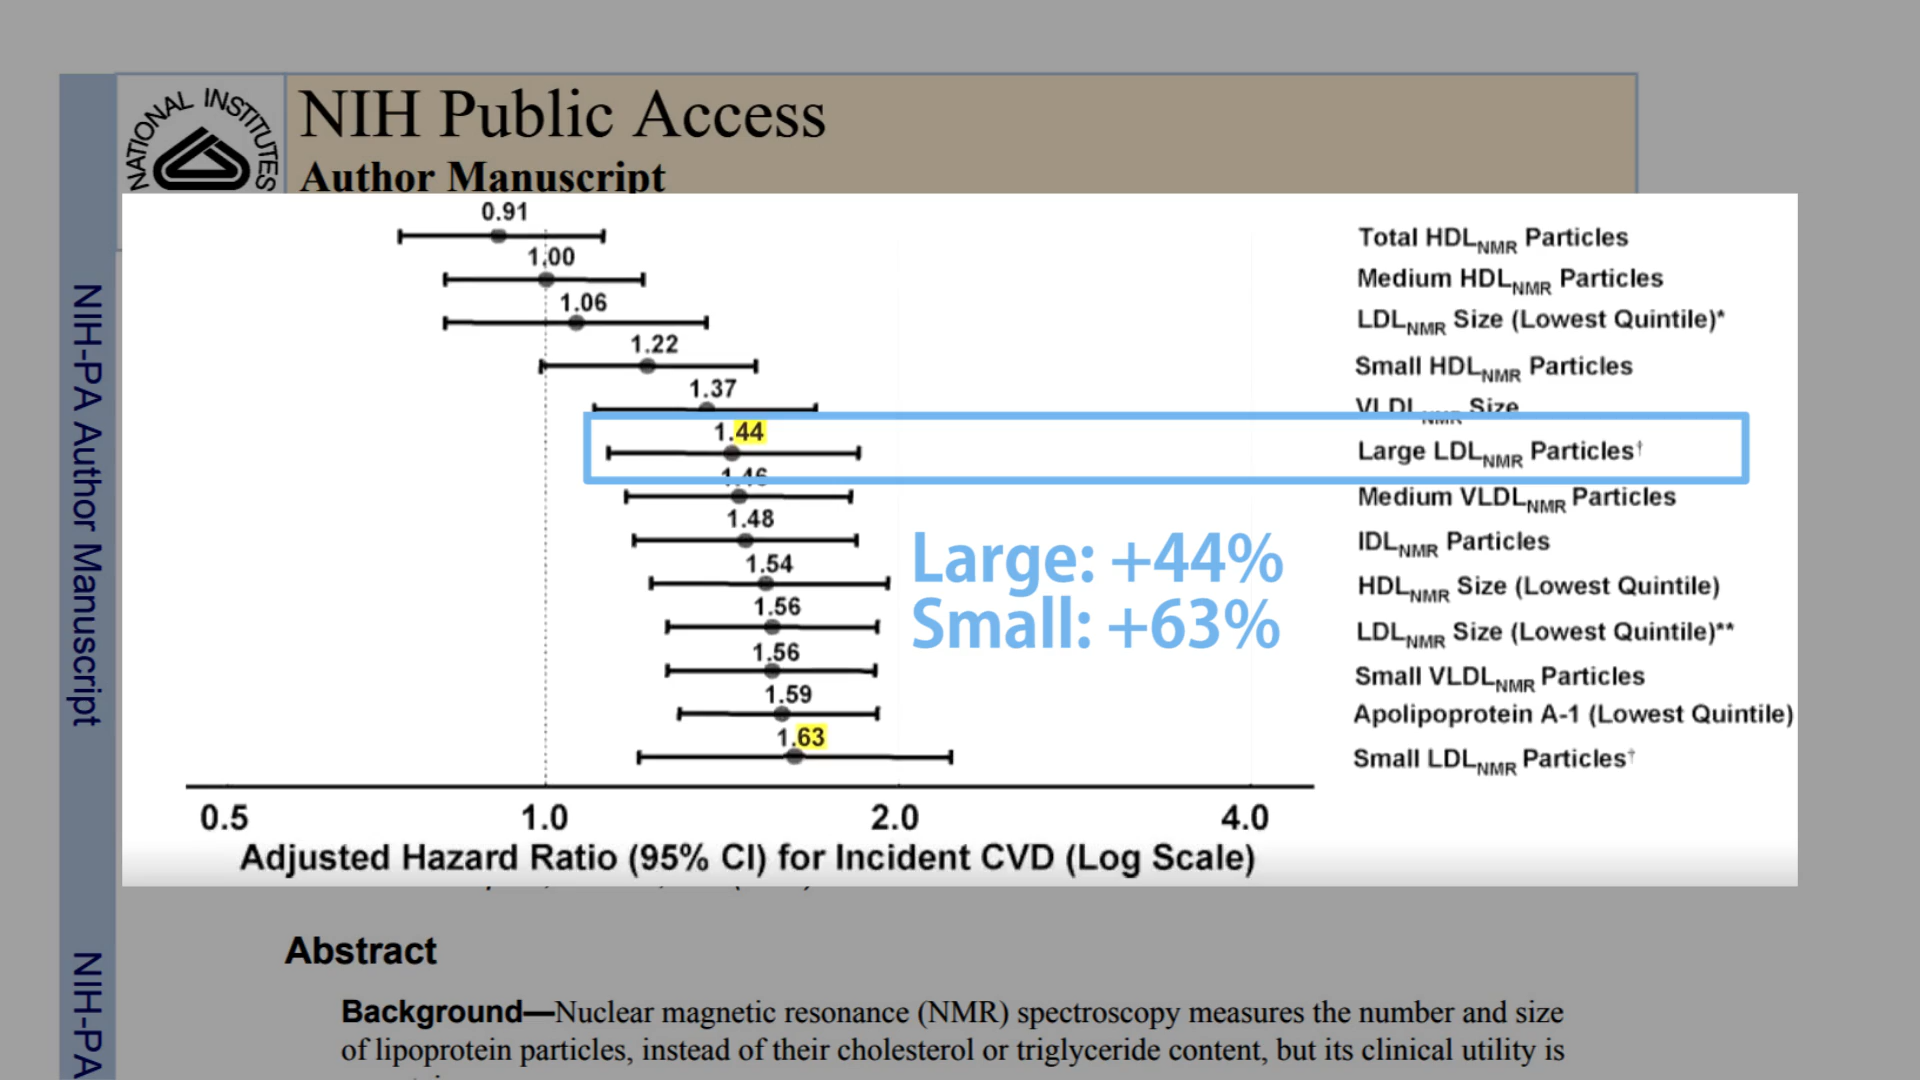 NATIONAL INSTITUTES
NIH Public Access
Author Manuscript
NIH-PA Author Manuscript
NIH-PA
0.91
Total HDLNMR Particles
1.00
Medium HDLNMR Particles
1.06
LDLNMR Size (Lowest Quintile)*
1.22
Small HDLNMR Particles
1.37
VLDLNMR Size
1.44
Large LDLNMR Particles†
1.46
Medium VLDLNMR Particles
1.48
IDLNMR Particles
1.54
HDLNMR Size (Lowest Quintile)
1.56
LDLNMR Size (Lowest Quintile)**
1.56
Small VLDLNMR Particles
1.59
Apolipoprotein A-1 (Lowest Quintile)
1.63
Small LDLNMR Particles†
Large: +44%
Small: +63%
0.5 1.0 2.0 4.0
Adjusted Hazard Ratio (95% CI) for Incident CVD (Log Scale)
Abstract
Background—Nuclear magnetic resonance (NMR) spectroscopy measures the number and size
of lipoprotein particles, instead of their cholesterol or triglyceride content, but its clinical utility is